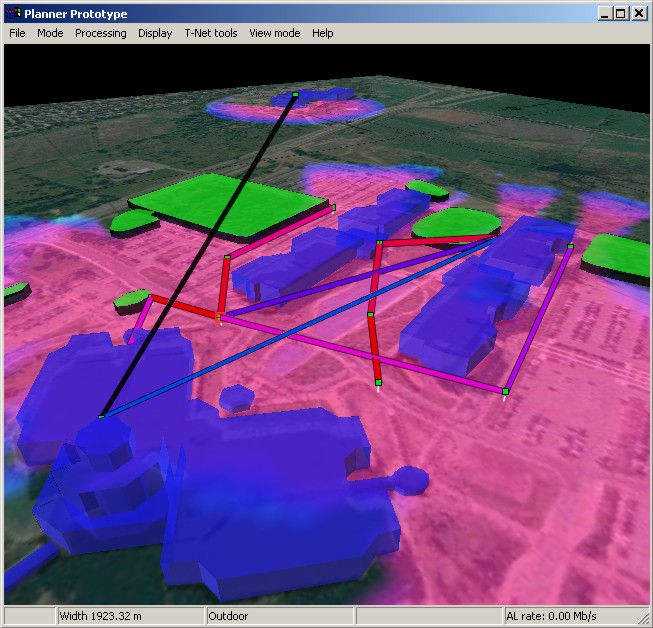 Planner Prototype
File Mode Processing Display T-Net tools View mode Help
Width 1923.32 m Outdoor AL rate: 0.00 Mb/s